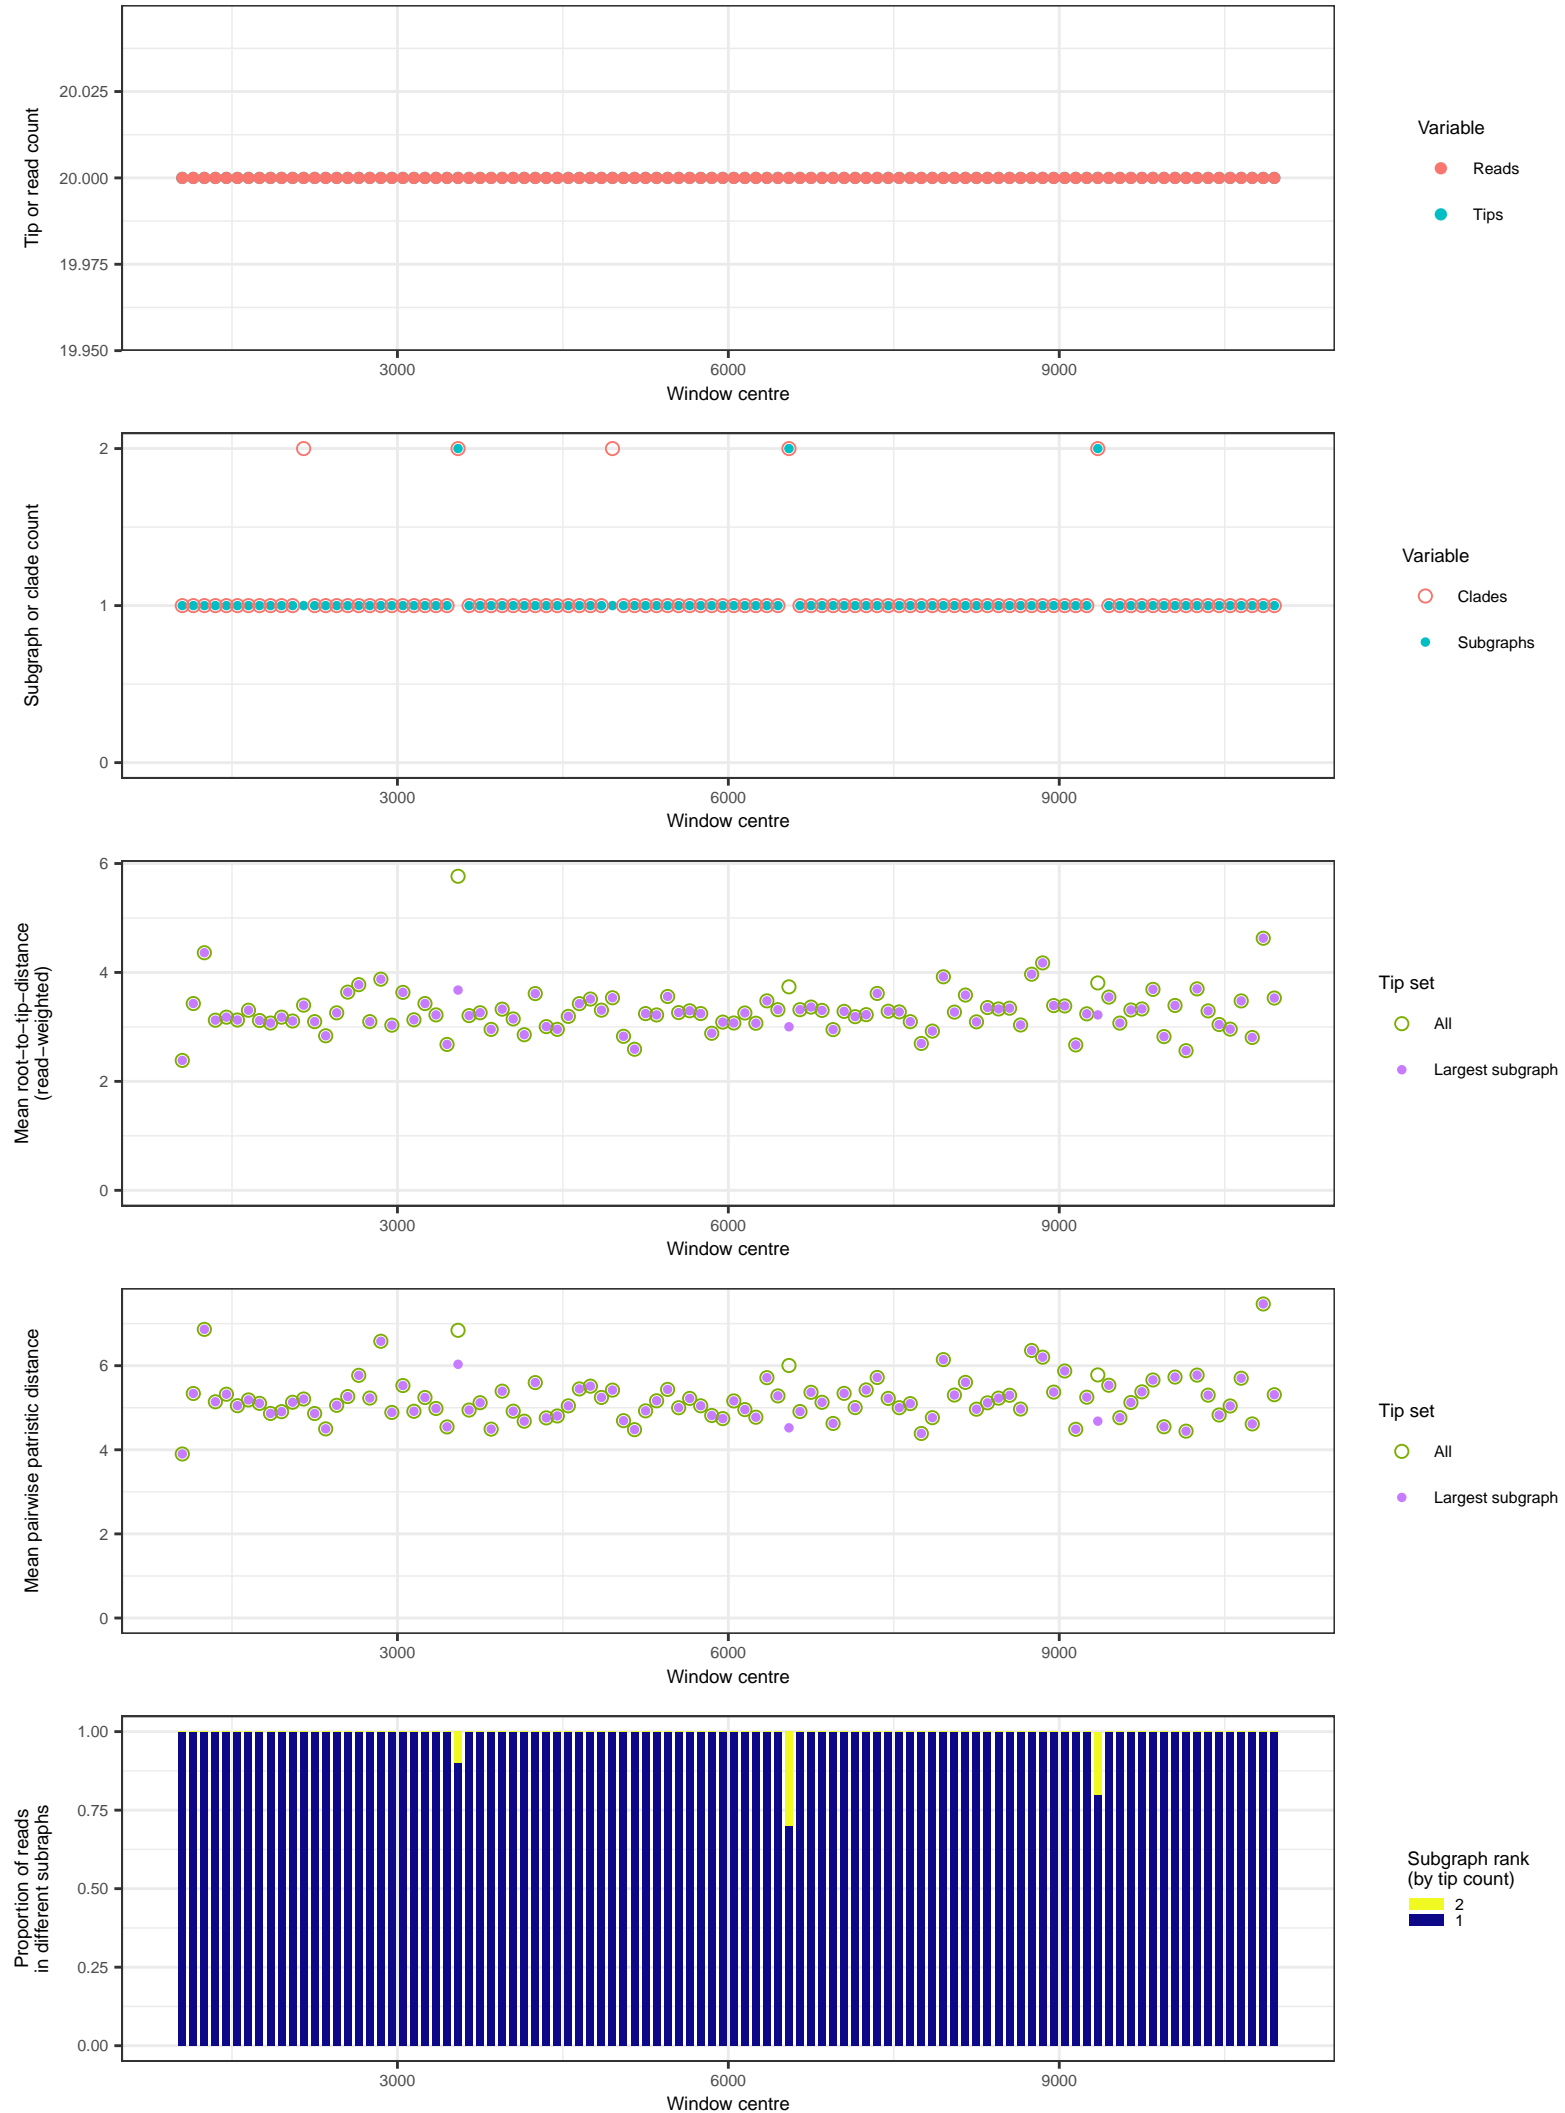 Tip or read count
20.025
20.000
19.975
19.950
3000 6000 9000
Window centre
Variable
Reads
Tips
Subgraph or clade count
2
1
0
3000 6000 9000
Window centre
Variable
Clades
Subgraphs
Mean root−to−tip−distance
(read−weighted)
6
4
2
0
3000 6000 9000
Window centre
Tip set
All
Largest subgraph
Mean pairwise patristic distance
6
4
2
0
3000 6000 9000
Window centre
Tip set
All
Largest subgraph
Proportion of reads
in different subraphs
1.00
0.75
0.50
0.25
0.00
3000 6000 9000
Window centre
Subgraph rank
(by tip count)
2
1